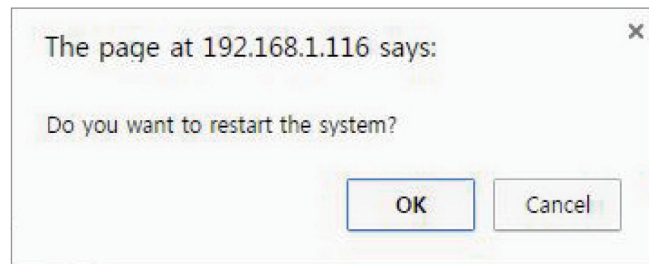 The page at 192.168.1.116 says:
Do you want to restart the system?
OK
Cancel